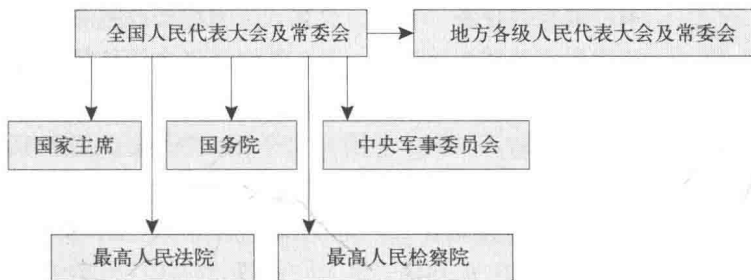 全国人民代表大会及常委会
地方各级人民代表大会及常委会
国家主席
国务院
中央军事委员会
最高人民法院
最高人民检察院